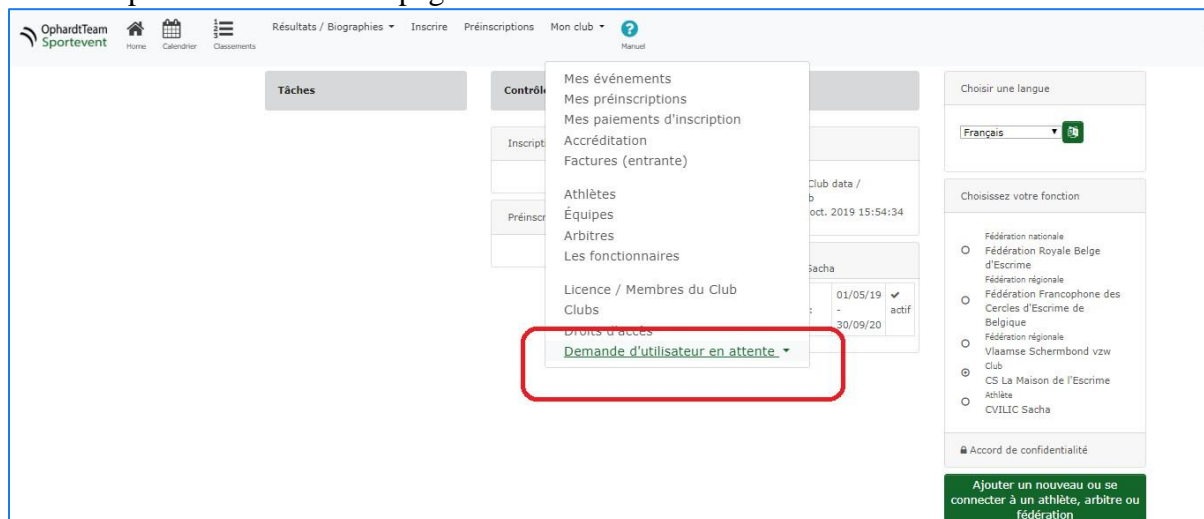 OphardtTeam
Sportevent
Home
Calendrier
Classements
Résultats / Biographies
Inscrire
Préinscriptions
Mon club
Manuel
Tâches
Mes événements
Mes préinscriptions
Mes paiements d'inscription
Accréditation
Factures (entrante)
Athlètes
Équipes
Arbitres
Les fonctionnaires
Licence / Membres du Club
Clubs
Droits d'accès
Demande d'utilisateur en attente
Contrôl
Inscript
Préinscr
Club data /
oct. 2019 15:54:34
Sacha
01/05/19
-
30/09/20
actif
Choisir une langue
Français
Choisissez votre fonction
Fédération nationale
Fédération Royale Belge
d'Escrime
Fédération régionale
Fédération Francophone des
Cercles d'Escrime de
Belgique
Fédération régionale
Vlaamse Schermbond vzw
Club
CS La Maison de l'Escrime
Athlète
CVILIC Sacha
Accord de confidentialité
Ajouter un nouveau ou se
connecter à un athlète, arbitre ou
fédération